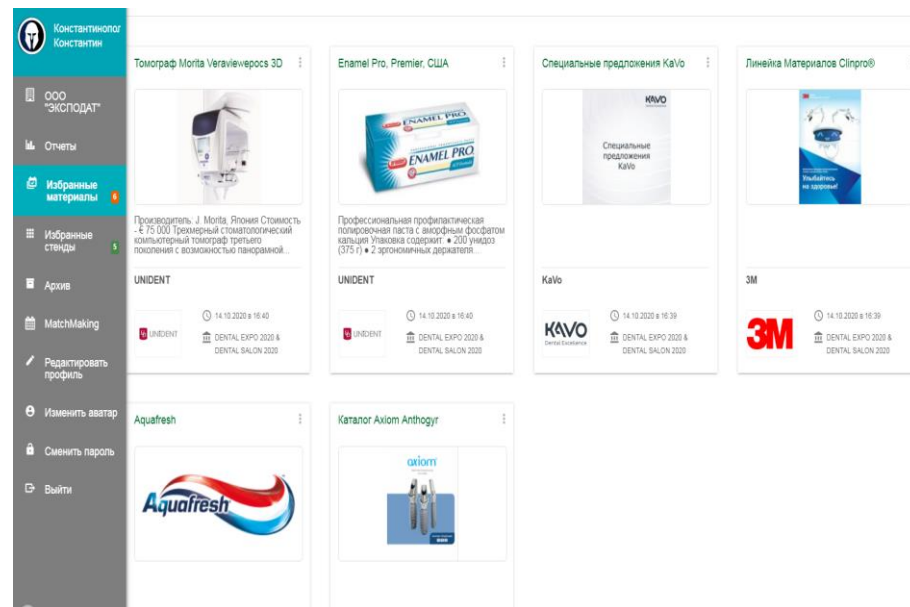 Константинопог
Константин
ООО
"ЭКСПОДАТ"
Отчеты
Избранные
материалы 6
Избранные
стенды 5
Архив
MatchMaking
Редактировать
профиль
Изменить аватар
Сменить пароль
Выйти
Томограф Morita Veraviewepocs 3D
Производитель: J. Morita, Япония Стоимость
- € 75 000 Трехмерный стоматологический
компьютерный томограф третьего
поколения с возможностью панорамной...
UNIDENT
UNIDENT
14.10.2020 в 16:40
DENTAL EXPO 2020 &
DENTAL SALON 2020
Enamel Pro, Premier, США
ENAMEL PRO
ENAMEL PRO
Профессиональная профилактическая
полировочная паста с аморфным фосфатом
кальция Упаковка содержит: ● 200 унидоз
(375 г) ● 2 эргономичных держателя...
UNIDENT
UNIDENT
14.10.2020 в 16:40
DENTAL EXPO 2020 &
DENTAL SALON 2020
Специальные предложения KaVo
KAVO
Специальные
предложения
KaVo
KaVo
KAVO
Dental Excellence
14.10.2020 в 16:39
DENTAL EXPO 2020 &
DENTAL SALON 2020
Линейка Материалов Clinpro®
Улыбайтесь
на здоровье!
3M
3M
14.10.2020 в 16:39
DENTAL EXPO 2020 &
DENTAL SALON 2020
Aquafresh
Aquafresh
Каталог Axiom Anthogyr
axiom